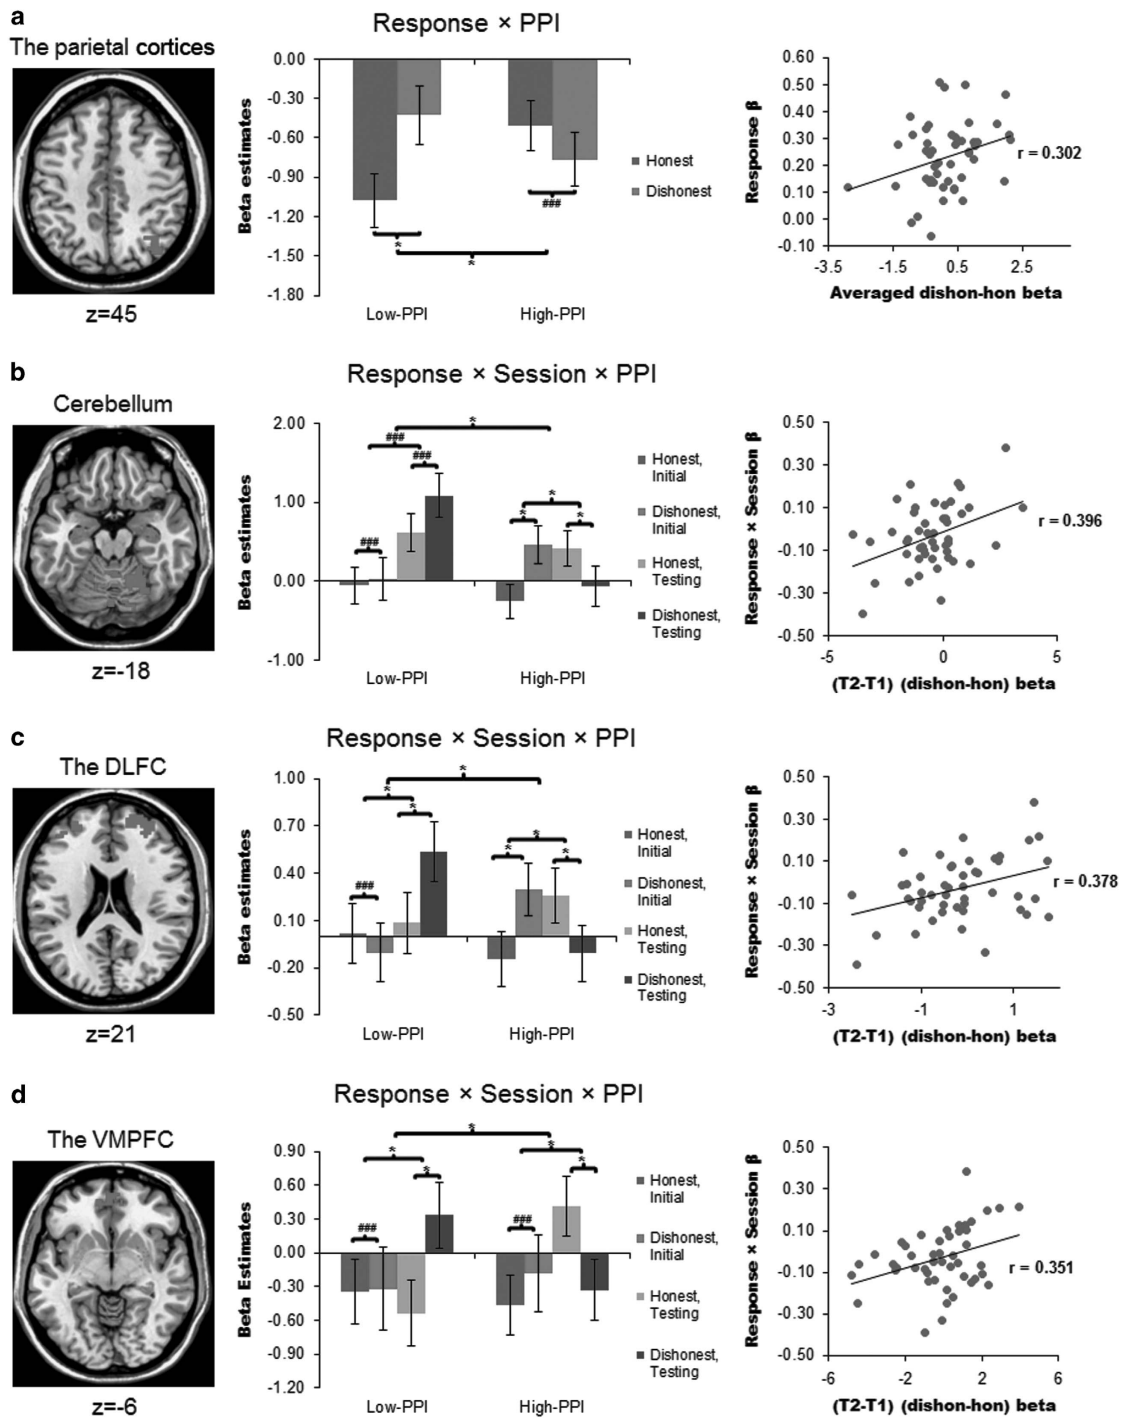 a
The parietal cortices
z=45
Response × PPI
Beta estimates
0.00
-0.30
-0.60
-0.90
-1.20
-1.50
-1.80
*
*
###
Low-PPI
High-PPI
Honest
Dishonest
Response β
0.60
0.50
0.40
0.30
0.20
0.10
0.00
-0.10
-3.5
-1.5
0.5
2.5
r = 0.302
Averaged dishon-hon beta
b
Cerebellum
z=-18
Response × Session × PPI
Beta estimates
2.00
1.00
0.00
-1.00
*
###
###
###
*
*
*
Low-PPI
High-PPI
Honest,
Initial
Dishonest,
Initial
Honest,
Testing
Dishonest,
Testing
Response × Session β
0.50
0.30
0.10
-0.10
-0.30
-0.50
-5
0
5
r = 0.396
(T2-T1) (dishon-hon) beta
c
The DLFC
z=21
Response × Session × PPI
Beta estimates
1.00
0.70
0.40
0.10
-0.20
-0.50
*
*
*
###
*
*
*
Low-PPI
High-PPI
Honest,
Initial
Dishonest,
Initial
Honest,
Testing
Dishonest,
Testing
Response × Session β
0.50
0.30
0.10
-0.10
-0.30
-0.50
-3
-1
1
r = 0.378
(T2-T1) (dishon-hon) beta
d
The VMPFC
z=-6
Response × Session × PPI
Beta Estimates
0.90
0.60
0.30
0.00
-0.30
-0.60
-0.90
-1.20
*
*
*
###
*
*
###
Low-PPI
High-PPI
Honest,
Initial
Dishonest,
Initial
Honest,
Testing
Dishonest,
Testing
Response × Session β
0.50
0.30
0.10
-0.10
-0.30
-0.50
-6
-2
2
6
r = 0.351
(T2-T1) (dishon-hon) beta